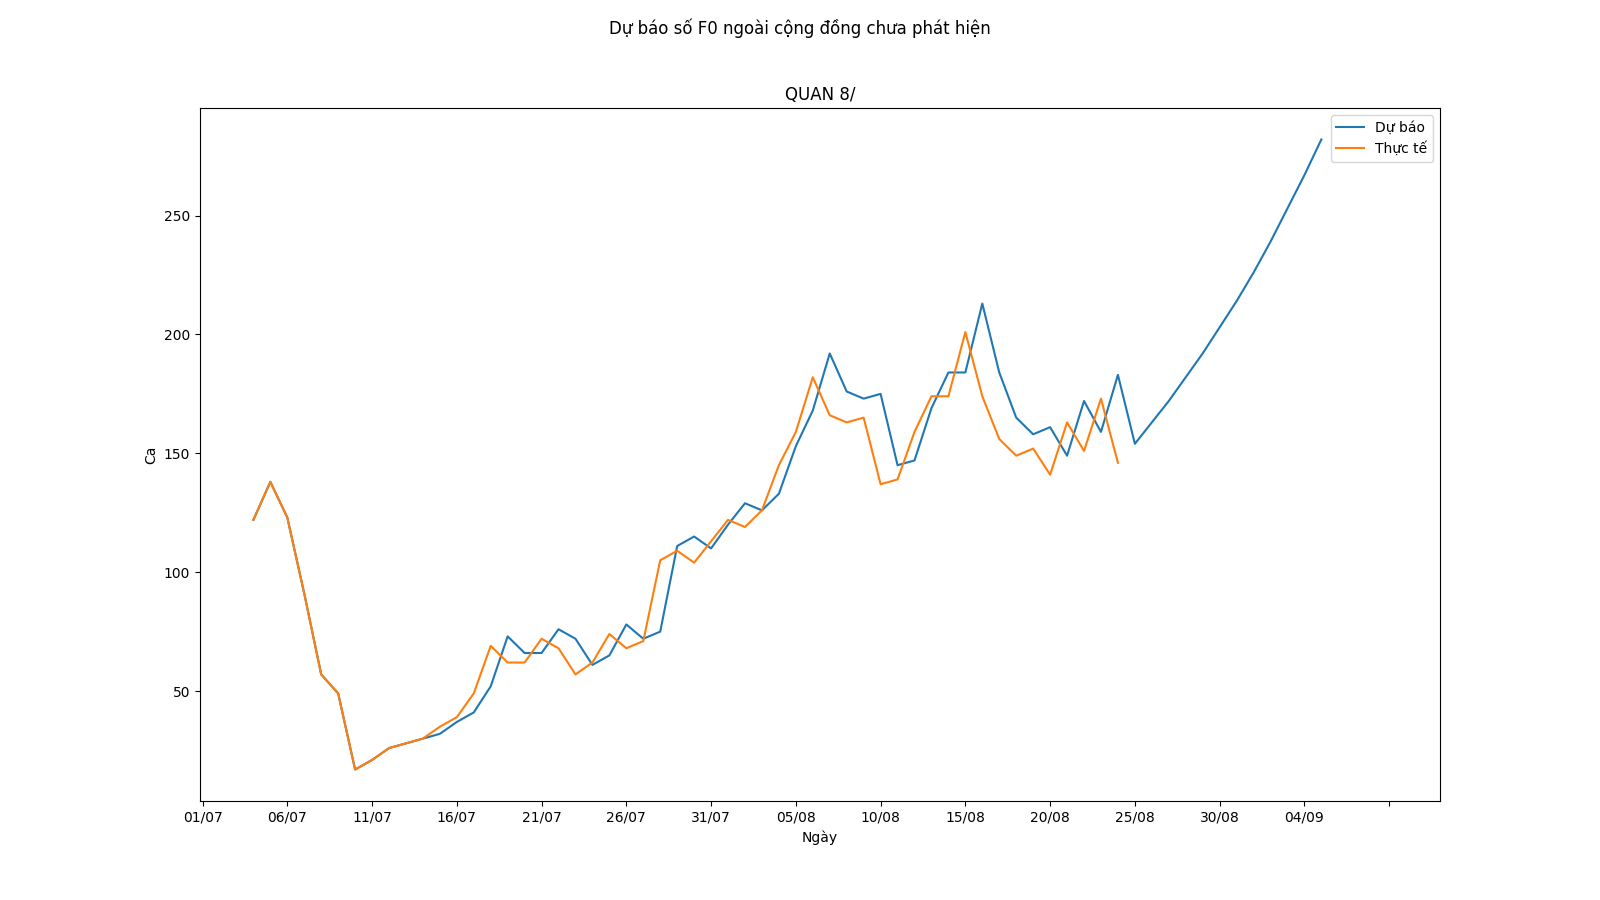 Dự báo số F0 ngoài cộng đồng chưa phát hiện
QUAN 8/
Dự báo
Thực tế
Ca
250
200
150
100
50
01/07 06/07 11/07 16/07 21/07 26/07 31/07 05/08 10/08 15/08 20/08 25/08 30/08 04/09
Ngày